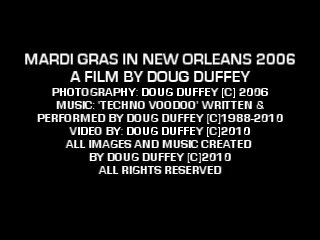 MARDI GRAS IN NEW ORLEANS 2006
A FILM BY DOUG DUFFEY
PHOTOGRAPHY: DOUG DUFFEY [C] 2006
MUSIC: 'TECHNO VOODOO' WRITTEN &
PERFORMED BY DOUG DUFFEY [C]1988-2010
VIDEO BY: DOUG DUFFEY [C]2010
ALL IMAGES AND MUSIC CREATED
BY DOUG DUFFEY [C]2010
ALL RIGHTS RESERVED